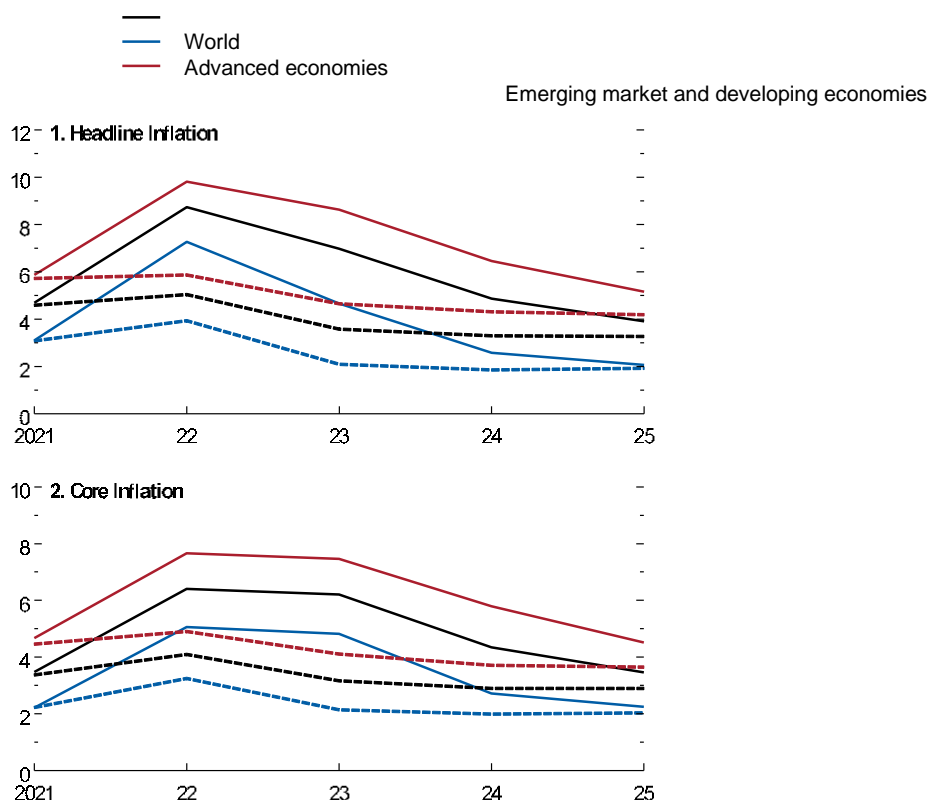 World
Advanced economies
Emerging market and developing economies
1. Headline Inflation
12
10
8
6
4
2
0
2021 22 23 24 25
2. Core Inflation
10
8
6
4
2
0
2021 22 23 24 25